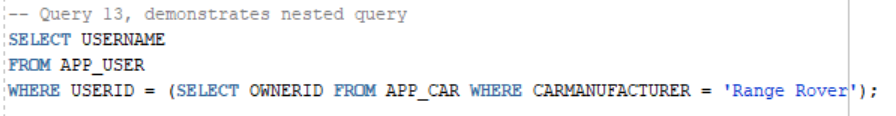 -- Query 13, demonstrates nested query
SELECT USERNAME
FROM APP_USER
WHERE USERID = (SELECT OWNERID FROM APP_CAR WHERE CARMANUFACTURER = 'Range Rover');